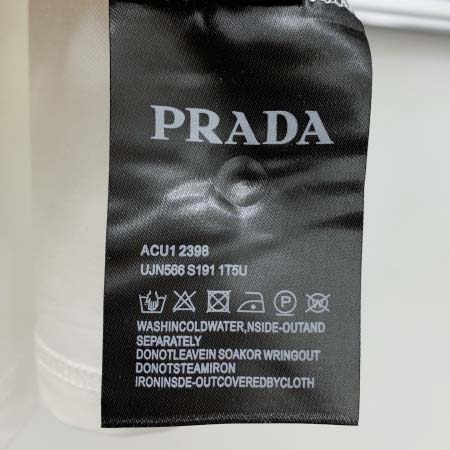 PRADA
ACU1 2398
UJN566 S191 1T5U
P
WASHINCOLDWATER,NSIDE-OUTAND
SEPARATELY
DONOTLEAVEIN SOAKOR WRINGOUT
DONOTSTEAMIRON
IRONINSDE-OUTCOVEREDBYCLOTH